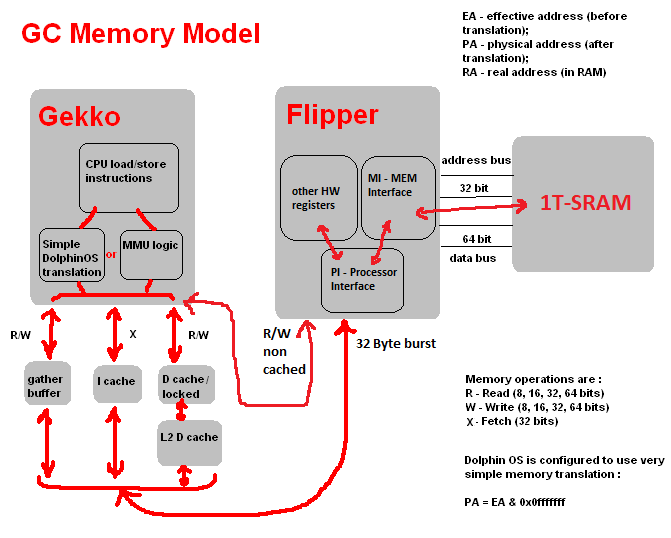 GC Memory Model
EA - effective address (before
translation);
PA - physical address (after
translation);
RA - real address (in RAM)
Gekko
CPU load/store
instructions
Simple
DolphinOS
translation
or
MMU logic
R/W
X
R/W
gather
buffer
I cache
D cache/
locked
L2 D cache
Flipper
other HW
registers
MI - MEM
Interface
PI - Processor
Interface
R/W
non
cached
32 Byte burst
address bus
32 bit
64 bit
data bus
1T-SRAM
Memory operations are :
R - Read (8, 16, 32, 64 bits)
W - Write (8, 16, 32, 64 bits)
X - Fetch (32 bits)
Dolphin OS is configured to use very
simple memory translation :
PA = EA & 0x0fffffff